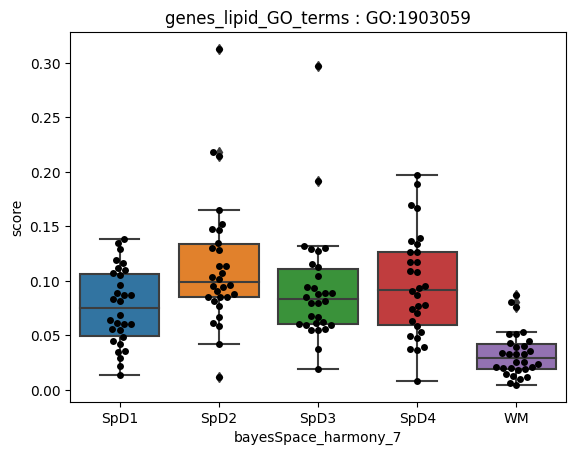 genes_lipid_GO_terms : GO:1903059
0.30
0.25
0.20
0.15
0.10
0.05
0.00
score
SpD1 SpD2 SpD3 SpD4 WM
bayesSpace_harmony_7